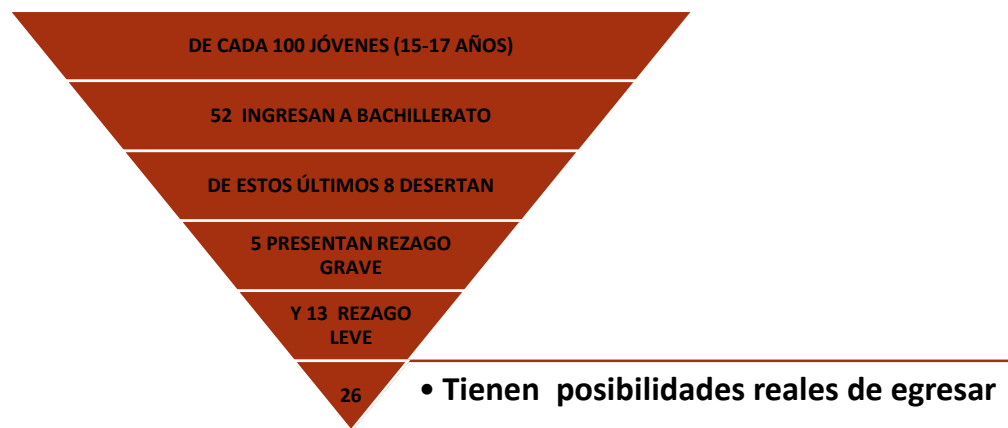 DE CADA 100 JÓVENES (15-17 AÑOS)
52 INGRESAN A BACHILLERATO
DE ESTOS ÚLTIMOS 8 DESERTAN
5 PRESENTAN REZAGO
GRAVE
Y 13 REZAGO
LEVE
26
• Tienen posibilidades reales de egresar